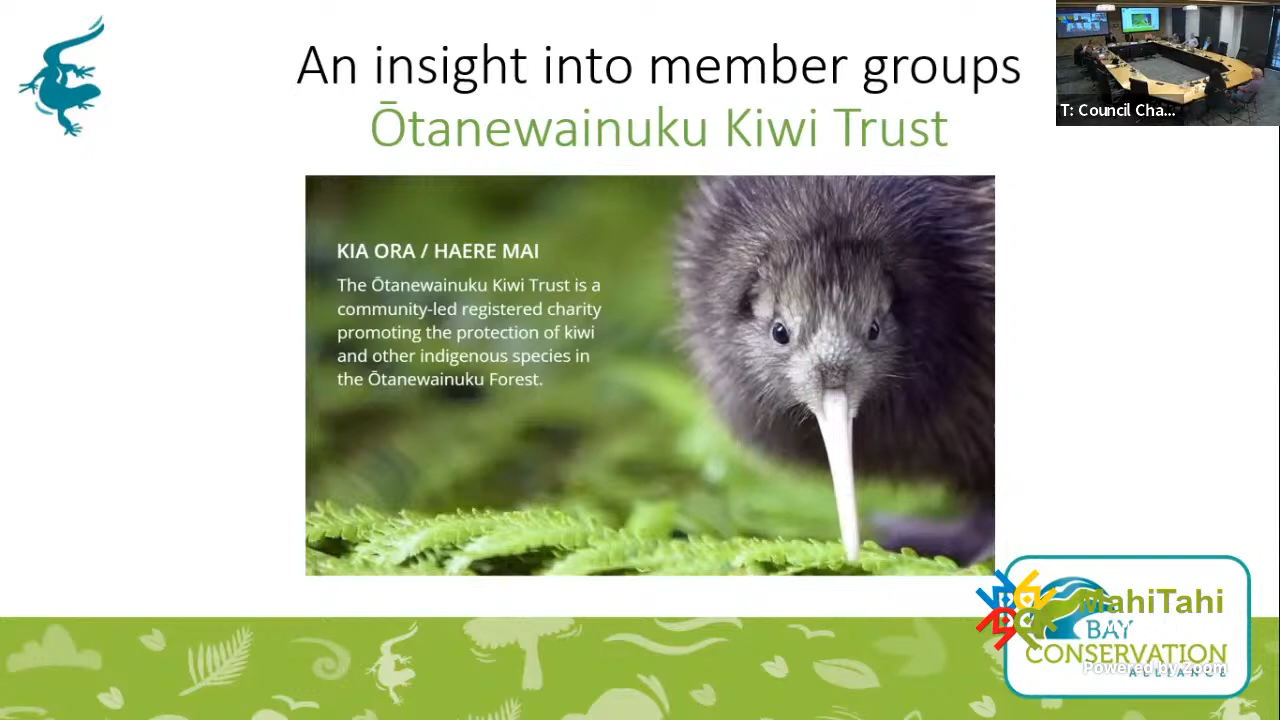 An insight into member groups
Ōtanewainuku Kiwi Trust
T: Council Cha...
KIA ORA / HAERE MAI
The Ōtanewainuku Kiwi Trust is a
community-led registered charity
promoting the protection of kiwi
and other indigenous species in
the Ōtanewainuku Forest.
MahiTahi
BAY
CONSERVATION
ALLIANCE
Powered by Zoom